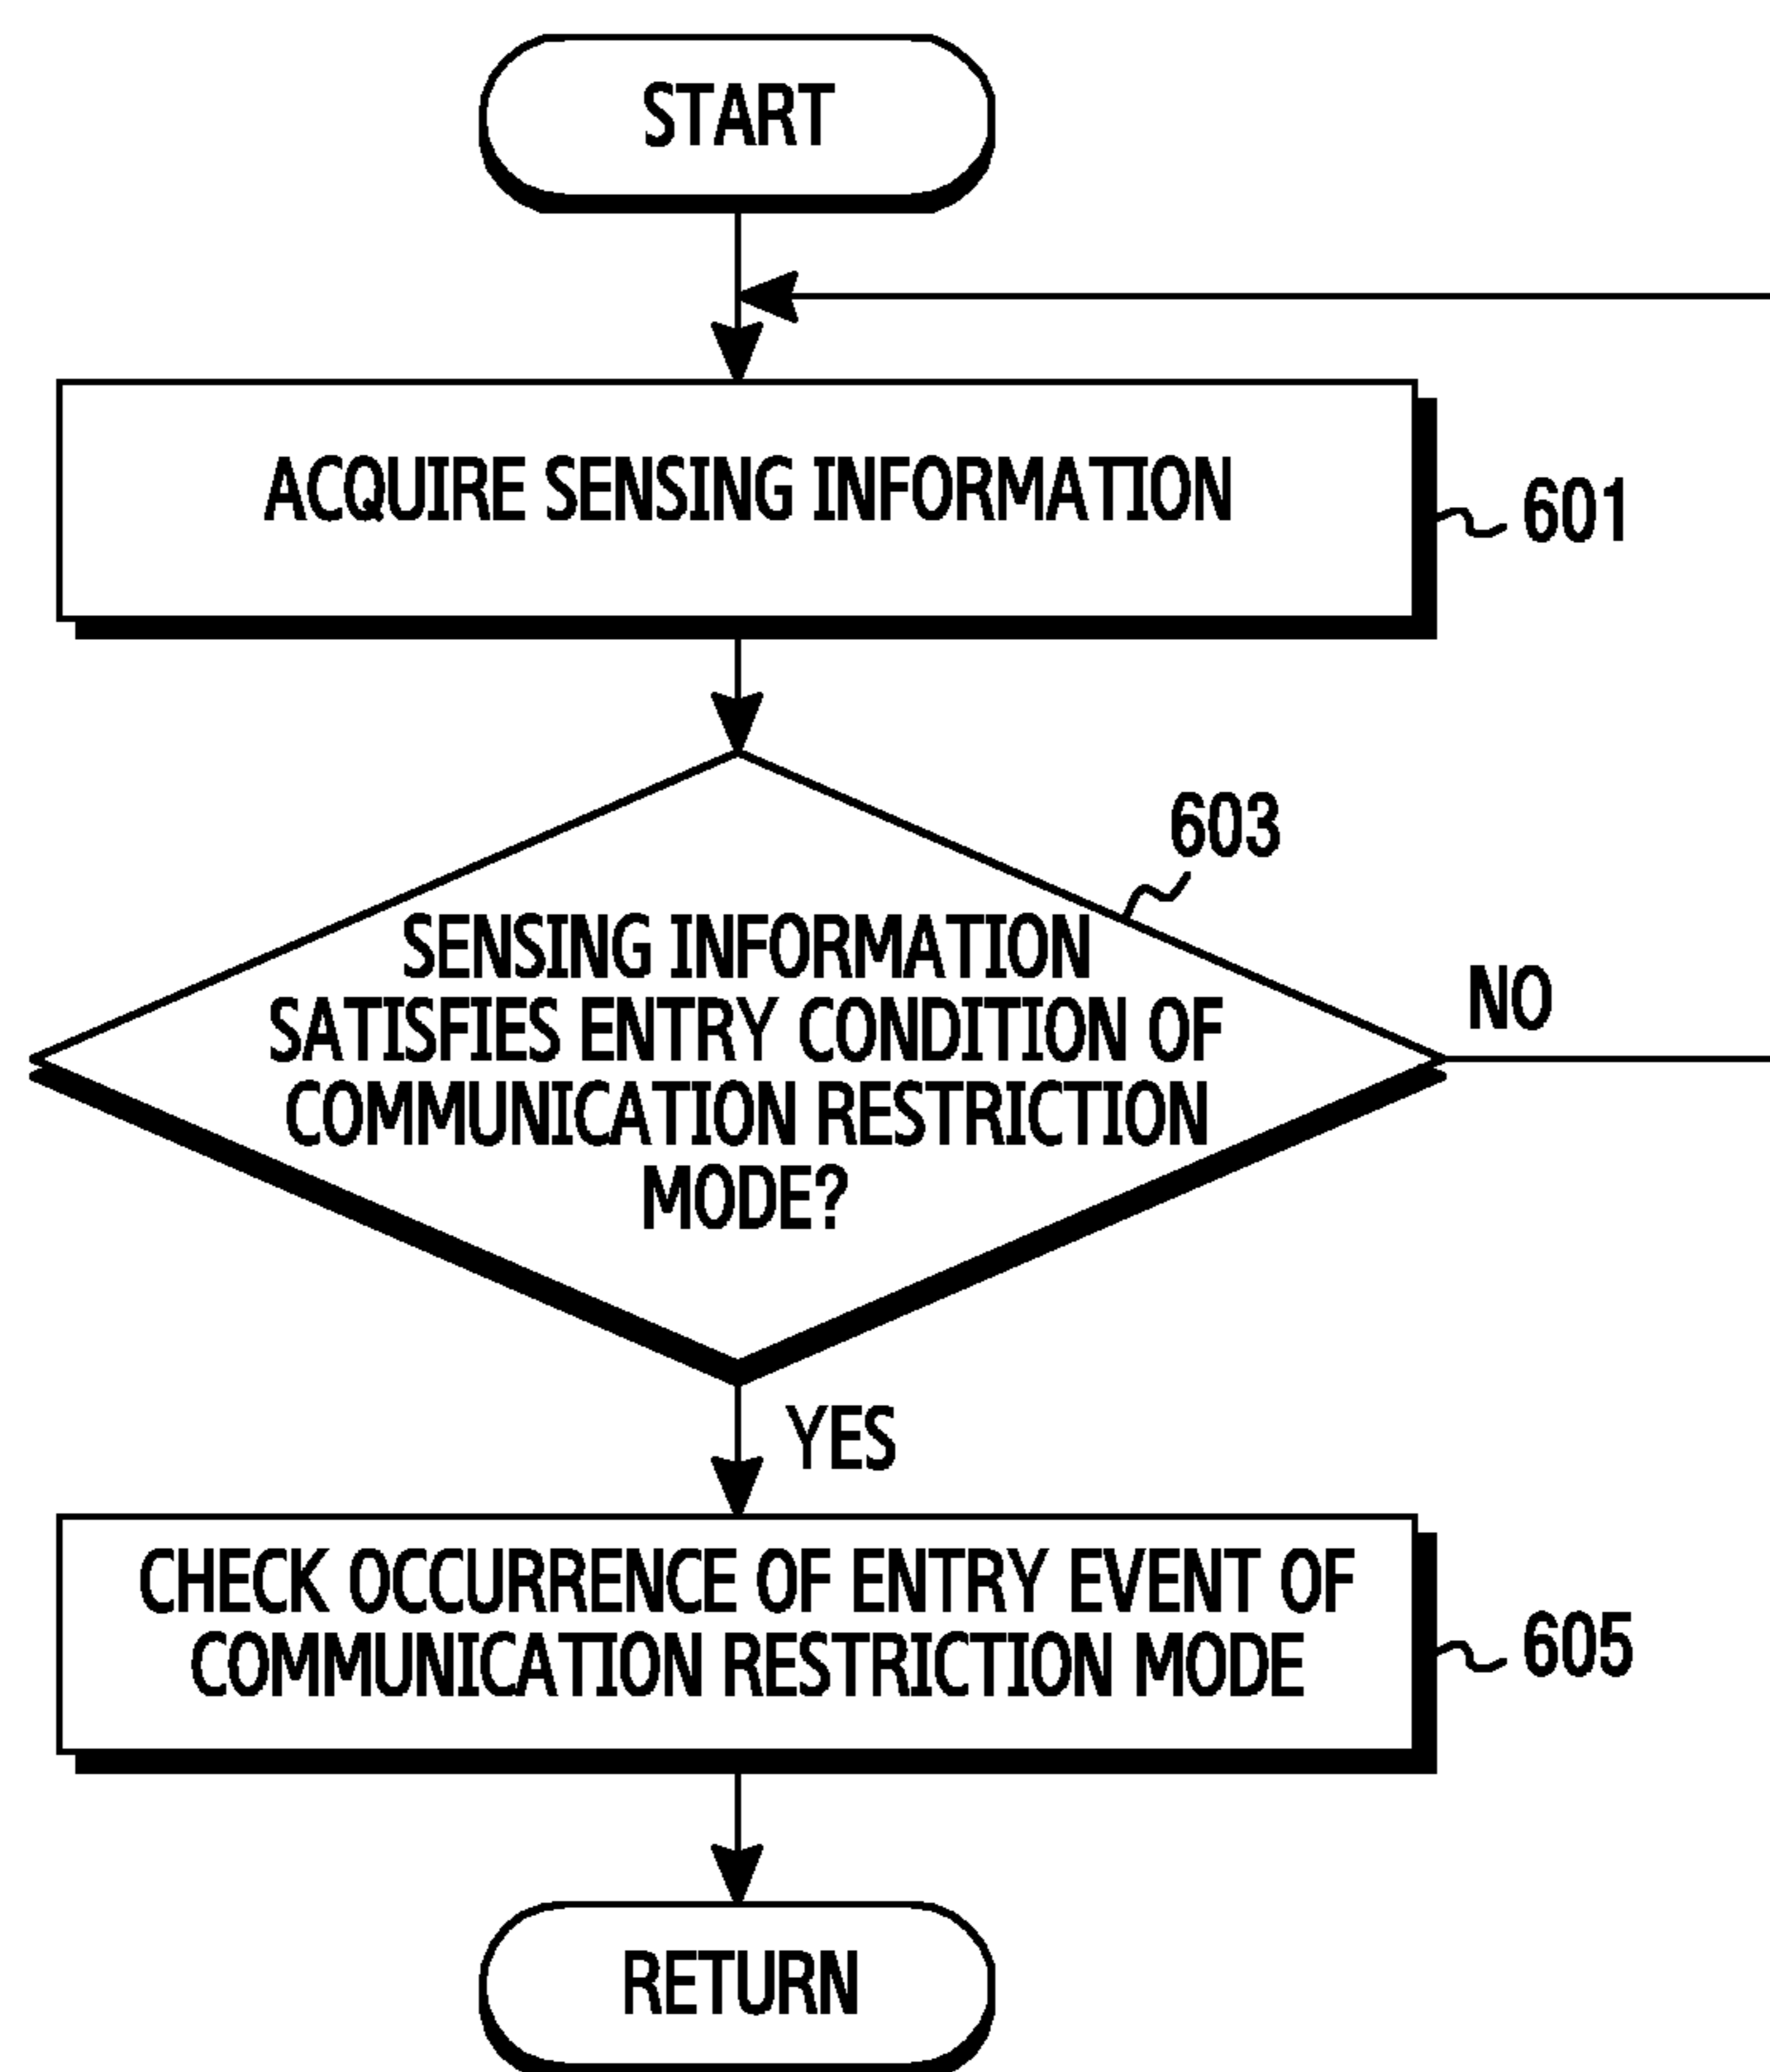 START
ACQUIRE SENSING INFORMATION
601
603
SENSING INFORMATION
SATISFIES ENTRY CONDITION OF
COMMUNICATION RESTRICTION
MODE?
NO
YES
CHECK OCCURRENCE OF ENTRY EVENT OF
COMMUNICATION RESTRICTION MODE
605
RETURN